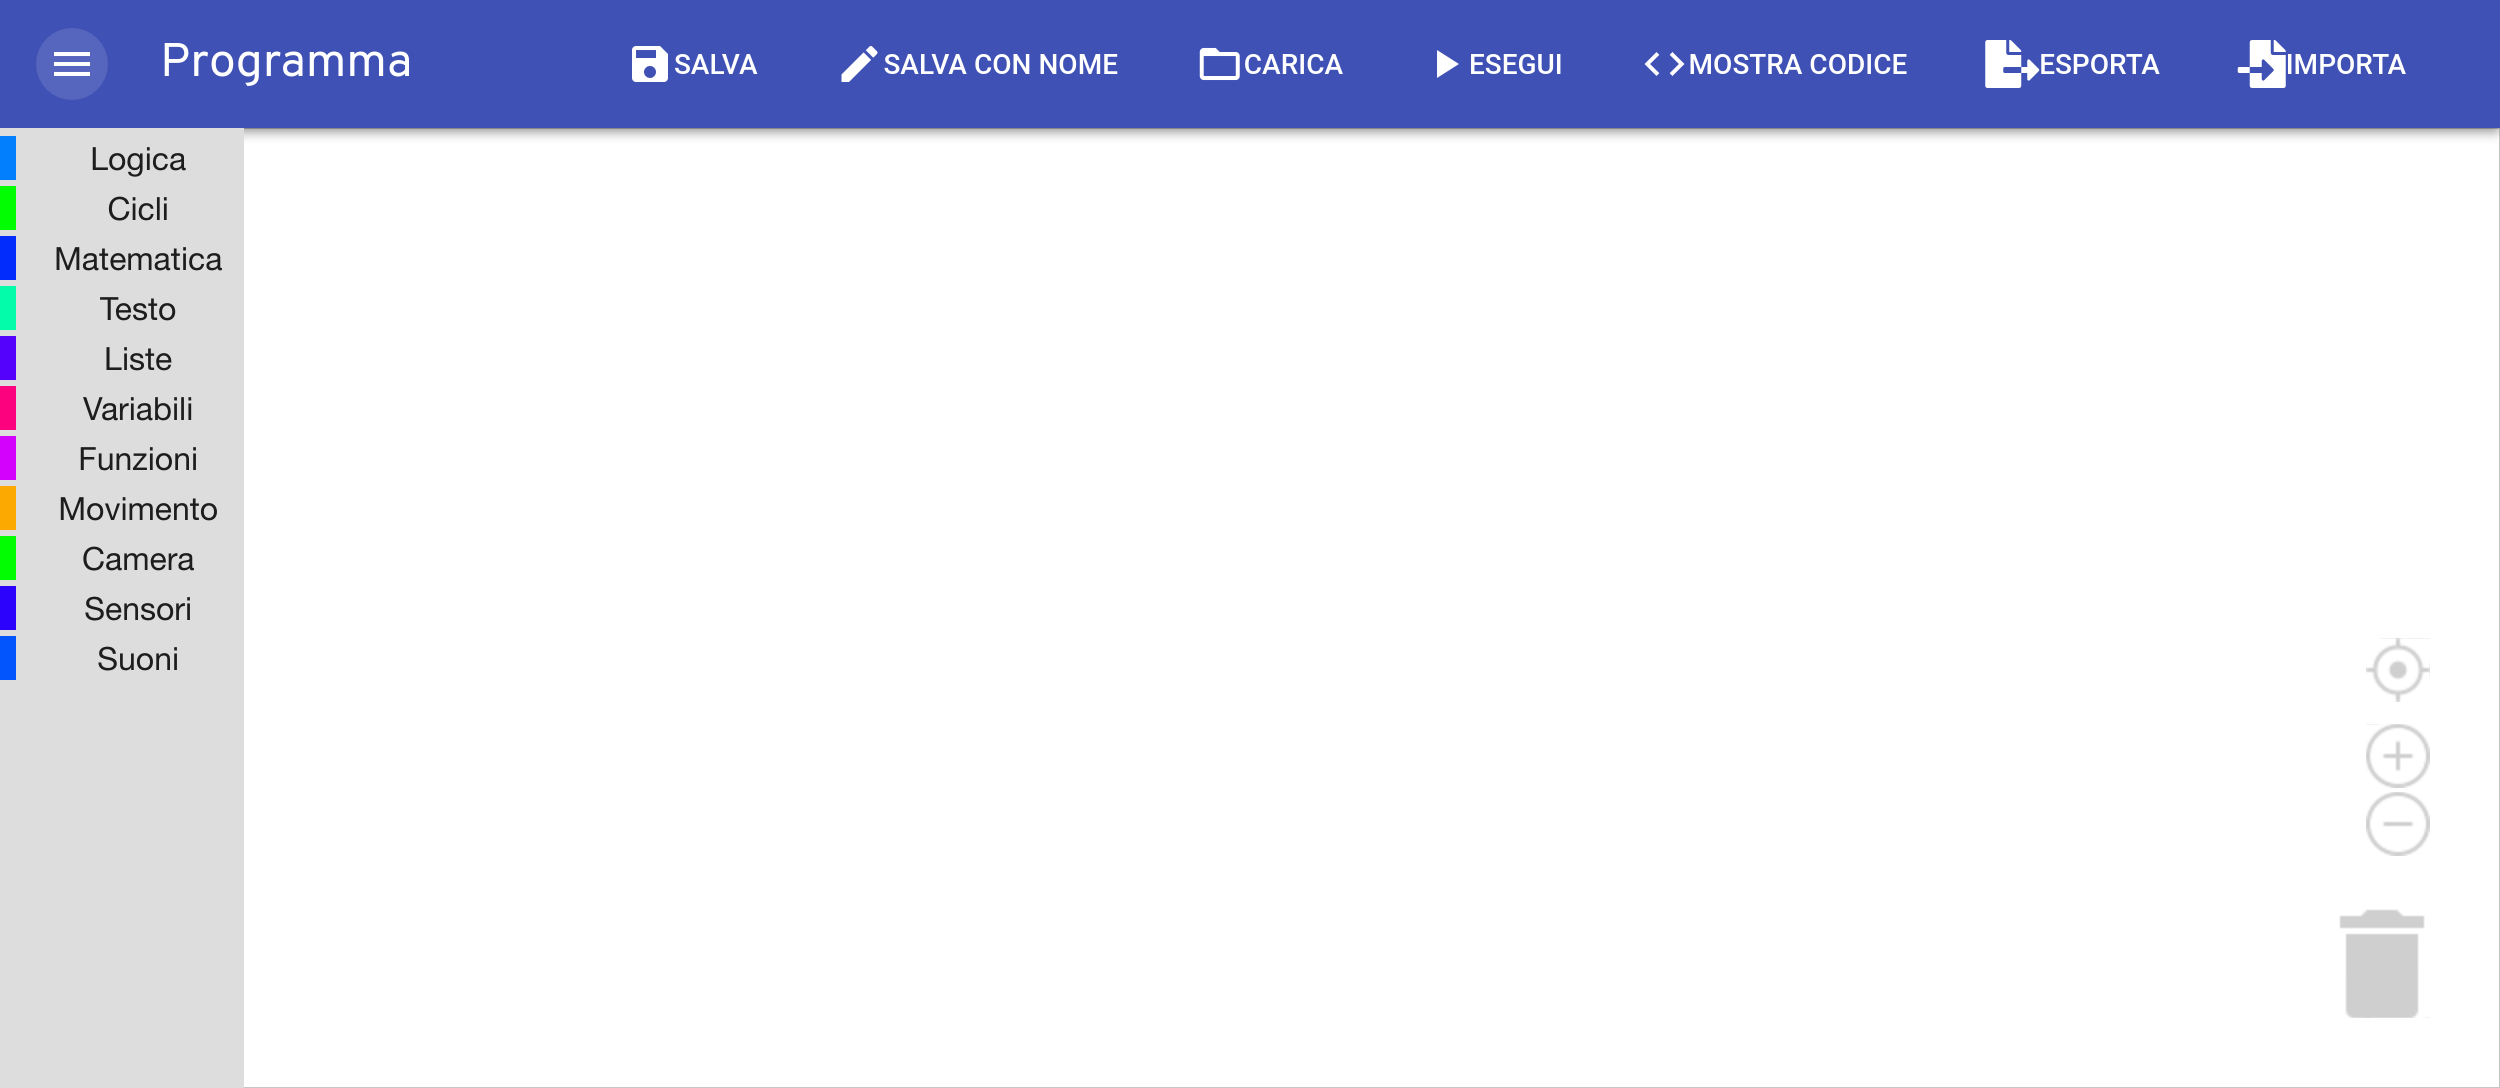 Programma
SALVA
SALVA CON NOME
CARICA
ESEGUI
MOSTRA CODICE
ESPORTA
IMPORTA
Logica
Cicli
Matematica
Testo
Liste
Variabili
Funzioni
Movimento
Camera
Sensori
Suoni